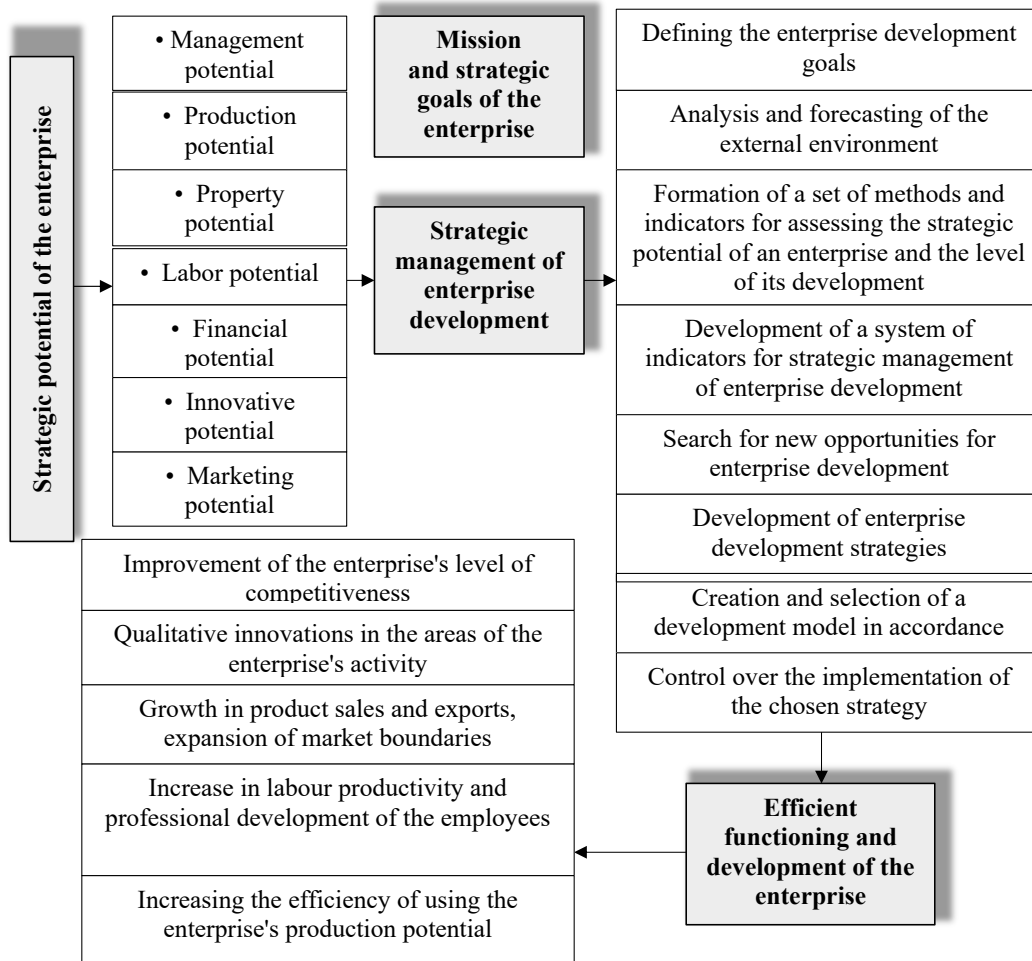 Strategic potential of the enterprise
• Management
potential
• Production
potential
• Property
potential
• Labor potential
• Financial
potential
• Innovative
potential
• Marketing
potential
Mission
and strategic
goals of the
enterprise
Strategic
management of
enterprise
development
Defining the enterprise development
goals
Analysis and forecasting of the
external environment
Formation of a set of methods and
indicators for assessing the strategic
potential of an enterprise and the level
of its development
Development of a system of
indicators for strategic management
of enterprise development
Search for new opportunities for
enterprise development
Development of enterprise
development strategies
Creation and selection of a
development model in accordance
Control over the implementation of
the chosen strategy
Efficient
functioning and
development of the
enterprise
Improvement of the enterprise's level of
competitiveness
Qualitative innovations in the areas of the
enterprise's activity
Growth in product sales and exports,
expansion of market boundaries
Increase in labour productivity and
professional development of the employees
Increasing the efficiency of using the
enterprise's production potential